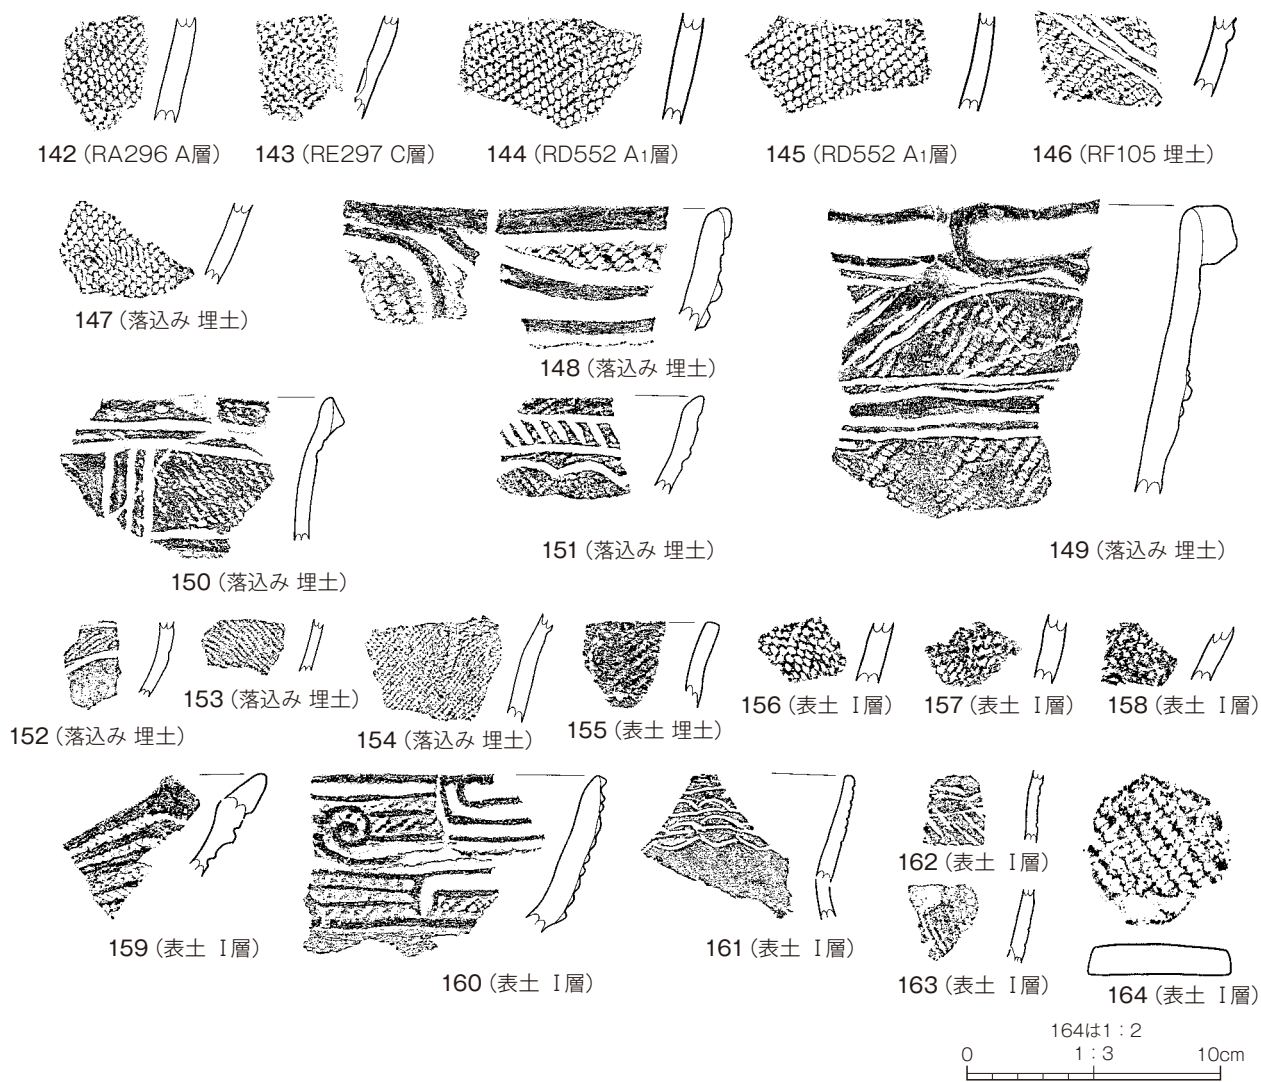 142 (RA296 A層) 143 (RE297 C層) 144 (RD552 A1層) 145 (RD552 A1層) 146 (RF105 埋土)
147 (落込み 埋土)
148 (落込み 埋土)
149 (落込み 埋土)
150 (落込み 埋土)
151 (落込み 埋土)
152 (落込み 埋土)
153 (落込み 埋土)
154 (落込み 埋土)
155 (表土 埋土)
156 (表土 Ⅰ層) 157 (表土 Ⅰ層) 158 (表土 Ⅰ層)
159 (表土 Ⅰ層)
160 (表土 Ⅰ層)
161 (表土 Ⅰ層)
162 (表土 Ⅰ層)
163 (表土 Ⅰ層)
164 (表土 Ⅰ層)
164は1：2
0 1：3 10cm